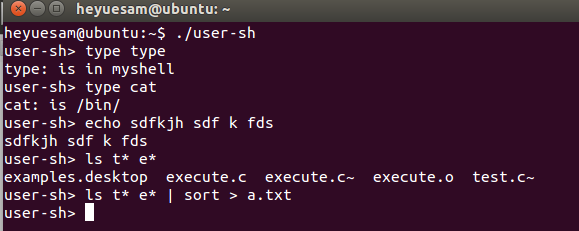 heyuesam@ubuntu: ~
heyuesam@ubuntu:~$ ./user-sh
user-sh> type type
type: is in myshell
user-sh> type cat
cat: is /bin/
user-sh> echo sdfkjh sdf k fds
sdfkjh sdf k fds
user-sh> ls t* e*
examples.desktop  execute.c  execute.c~  execute.o  test.c~
user-sh> ls t* e* | sort > a.txt
user-sh>